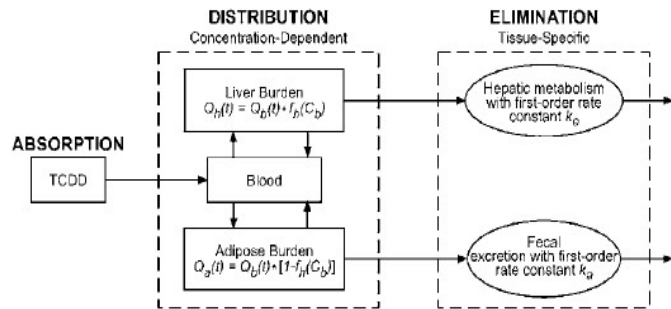 DISTRIBUTION
Concentration-Dependent
ELIMINATION
Tissue-Specific
ABSORPTION
TCDD
Liver Burden
Qh(t) = Qb(t)•fh(Cb)
Blood
Adipose Burden
Qa(t) = Qb(t)•[1-fh(Cb)]
Hepatic metabolism
with first-order rate
constant ke
Fecal
excretion with first-order
rate constant ka